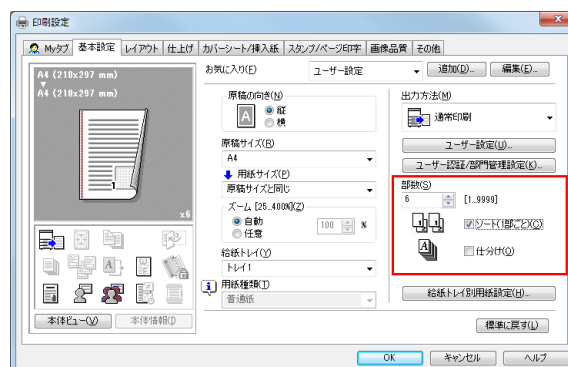 印刷設定
Myタブ 基本設定 レイアウト 仕上げ カバーシート/挿入紙 スタンプ/ページ印字 画像品質 その他
A4 (210x297 mm)
A4 (210x297 mm)
1
x6
本体ビュー(V) 本体情報(I)
お気に入り(F) ユーザー設定 追加(D)... 編集(E)...
原稿の向き(N)
A
縦
横
原稿サイズ(R)
A4
用紙サイズ(P)
原稿サイズと同じ
ズーム [25..400%](Z)
自動
任意
100 %
給紙トレイ(Y)
トレイ1
用紙種類(T)
普通紙
出力方法(M)
通常印刷
ユーザー設定(U)...
ユーザー認証/部門管理設定(K)...
部数(S)
6 [1..9999]
ソート(1部ごと)(C)
仕分け(O)
給紙トレイ別用紙設定(H)...
標準に戻す(L)
OK キャンセル ヘルプ